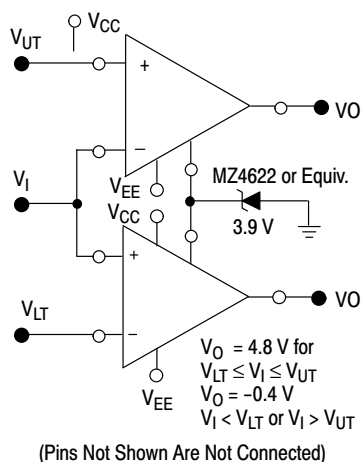 V_CC
V_UT
+
VO
−
V_EE
MZ4622 or Equiv.
V_I
V_CC
3.9 V
+
VO
V_LT
−
V_EE
V_O = 4.8 V for
V_LT ≤ V_I ≤ V_UT
V_O = −0.4 V
V_I < V_LT or V_I > V_UT
(Pins Not Shown Are Not Connected)